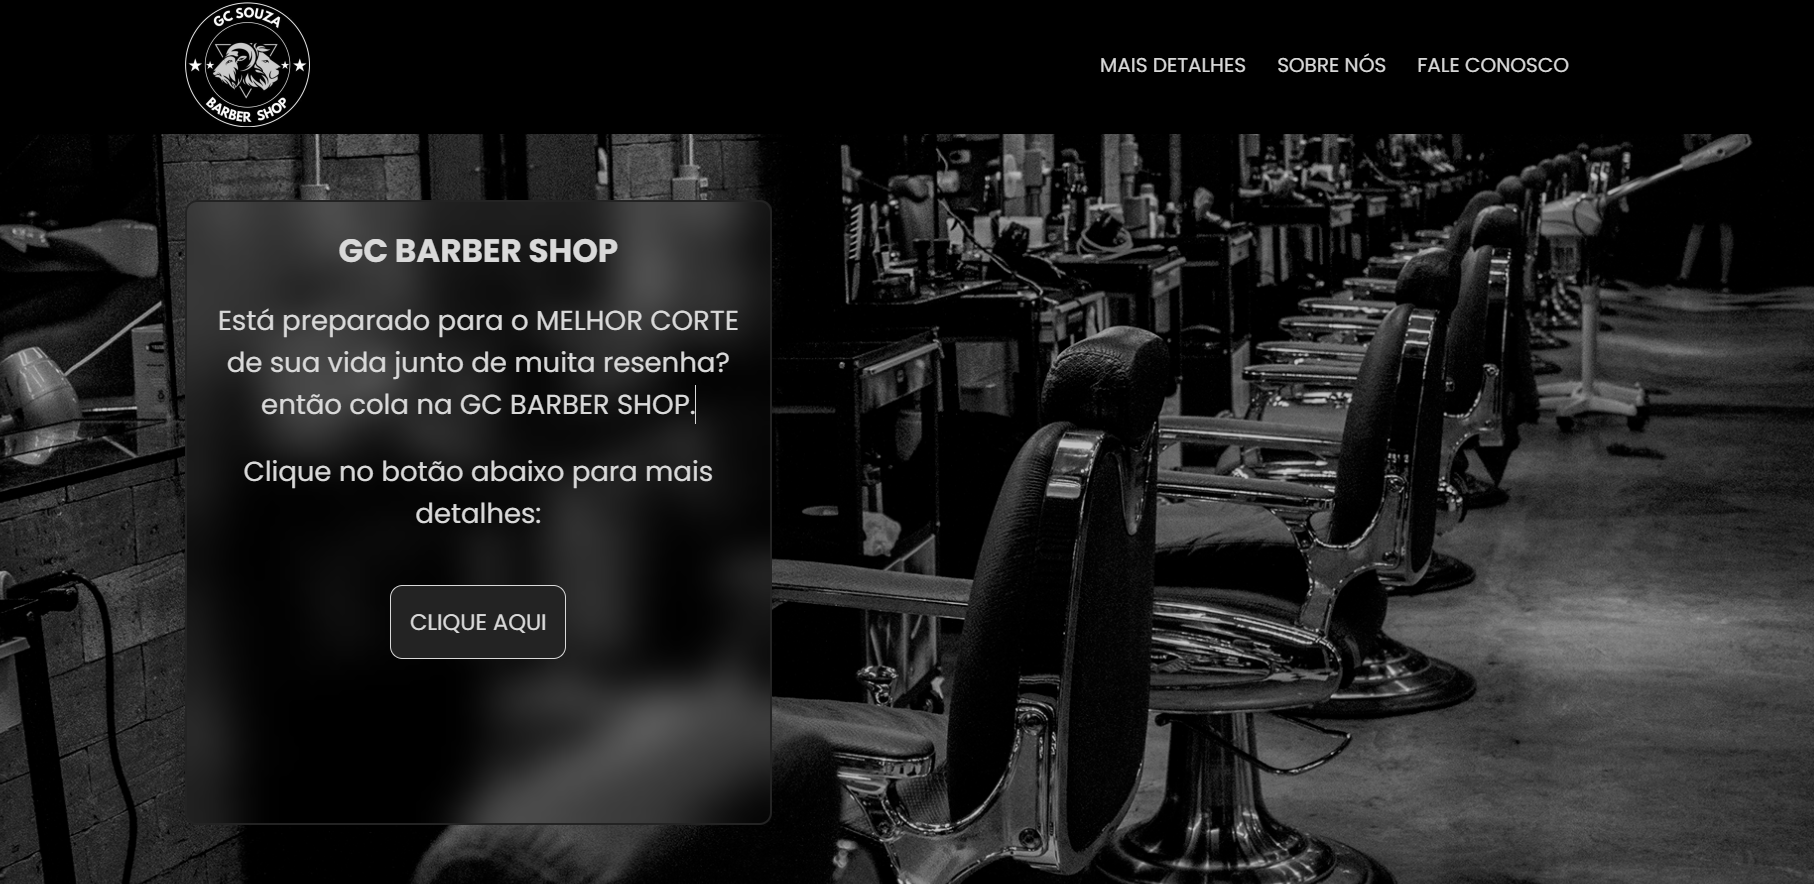 GC SOUZA
BARBER SHOP
MAIS DETALHES SOBRE NÓS FALE CONOSCO
GC BARBER SHOP
Está preparado para o MELHOR CORTE
de sua vida junto de muita resenha?
então cola na GC BARBER SHOP.
Clique no botão abaixo para mais
detalhes:
CLIQUE AQUI